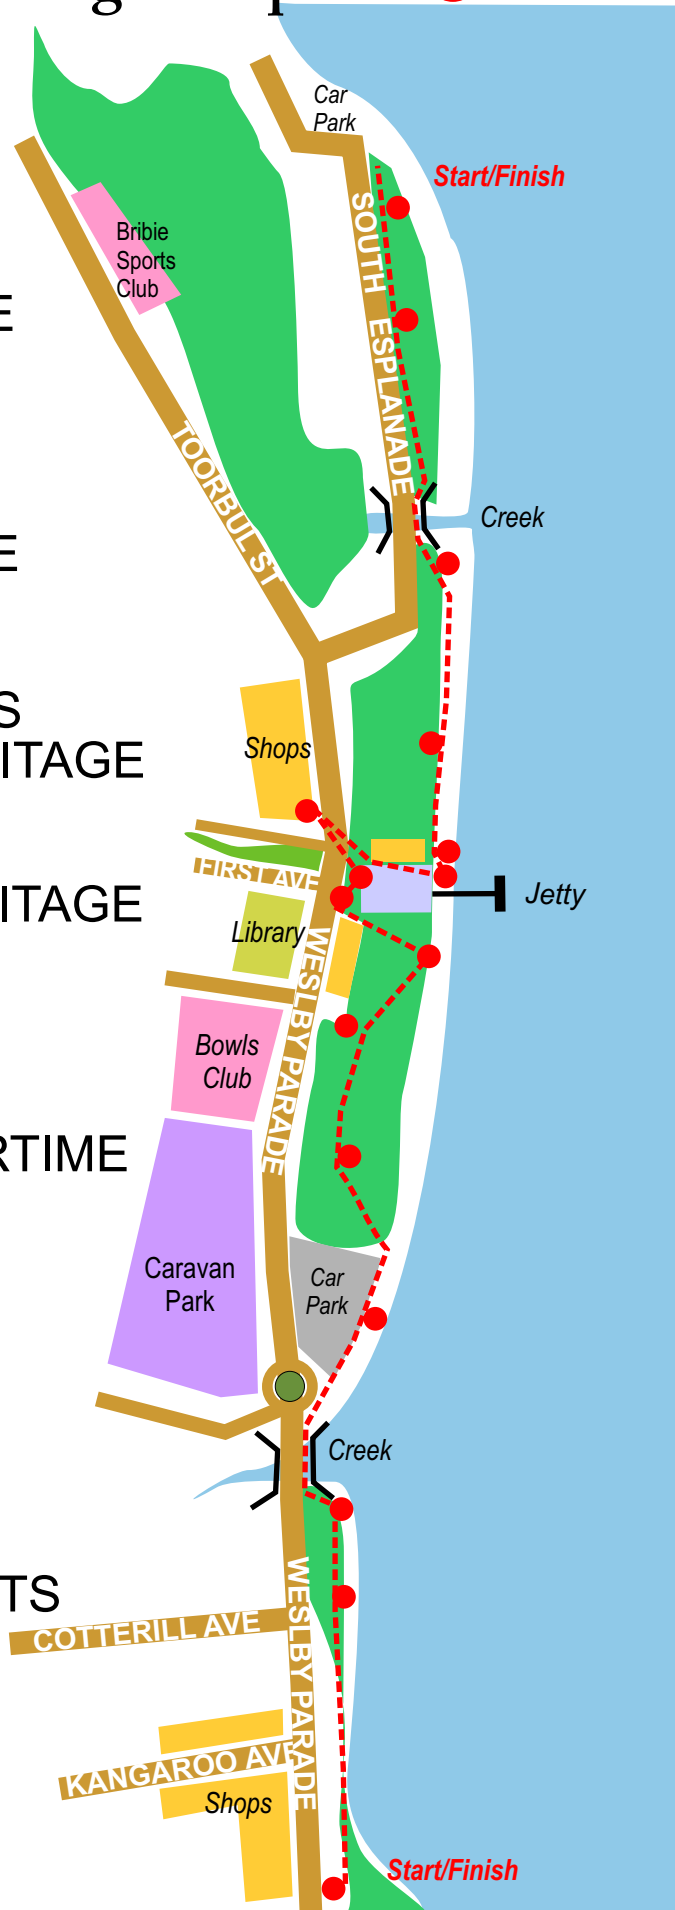 Car
Park
Start/Finish
SOUTH ESPLANADE
Bribie
Sports
Club
E
TOORBUL ST
Creek
E
S
ITAGE
Shops
FIRST AVE
ITAGE
Jetty
Library
WESLBY PARADE
Bowls
Club
RTIME
Caravan
Park
Car
Park
Creek
TS
WESLBY PARADE
COTTERILL AVE
KANGAROO AVE
Shops
Start/Finish